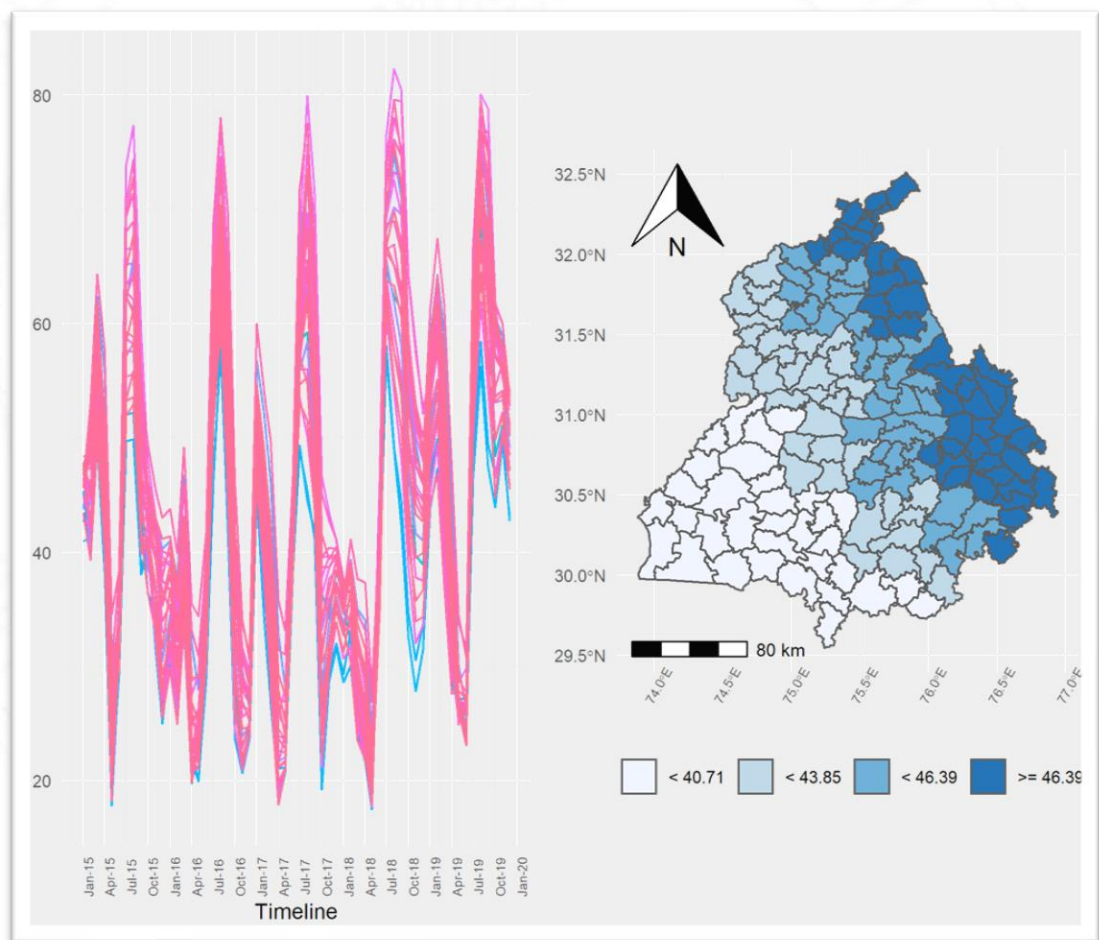 80
60
40
20
Jan-15
Apr-15
Jul-15
Oct-15
Jan-16
Apr-16
Jul-16
Oct-16
Jan-17
Apr-17
Jul-17
Oct-17
Jan-18
Apr-18
Jul-18
Oct-18
Jan-19
Apr-19
Jul-19
Oct-19
Jan-20
Timeline
32.5°N
32.0°N
31.5°N
31.0°N
30.5°N
30.0°N
29.5°N
N
80 km
74.0°E
74.5°E
75.0°E
75.5°E
76.0°E
76.5°E
77.0°E
< 40.71 < 43.85 < 46.39 >= 46.39